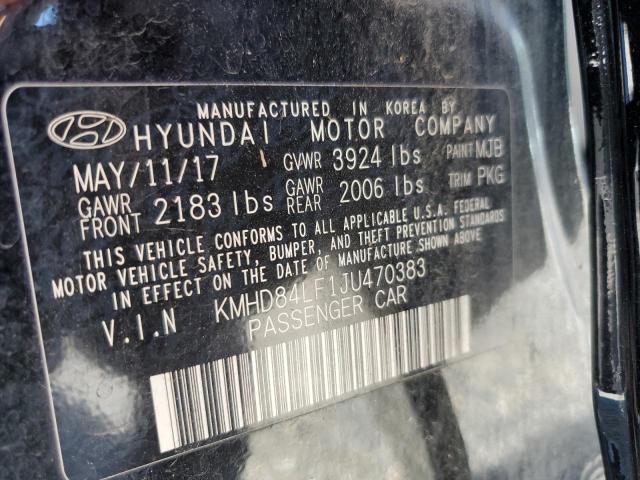 MANUFACTURED IN KOREA BY
HYUNDAI MOTOR COMPANY
MAY/11/17 GVWR 3924 lbs PAINT MJB
GAWR FRONT 2183 lbs GAWR REAR 2006 lbs TRIM PKG
THIS VEHICLE CONFORMS TO ALL APPLICABLE U.S.A. FEDERAL
MOTOR VEHICLE SAFETY, BUMPER, AND THEFT PREVENTION STANDARDS
IN EFFECT ON THE DATE OF MANUFACTURE SHOWN ABOVE.
V.I.N KMHD84LF1JU470383
PASSENGER CAR